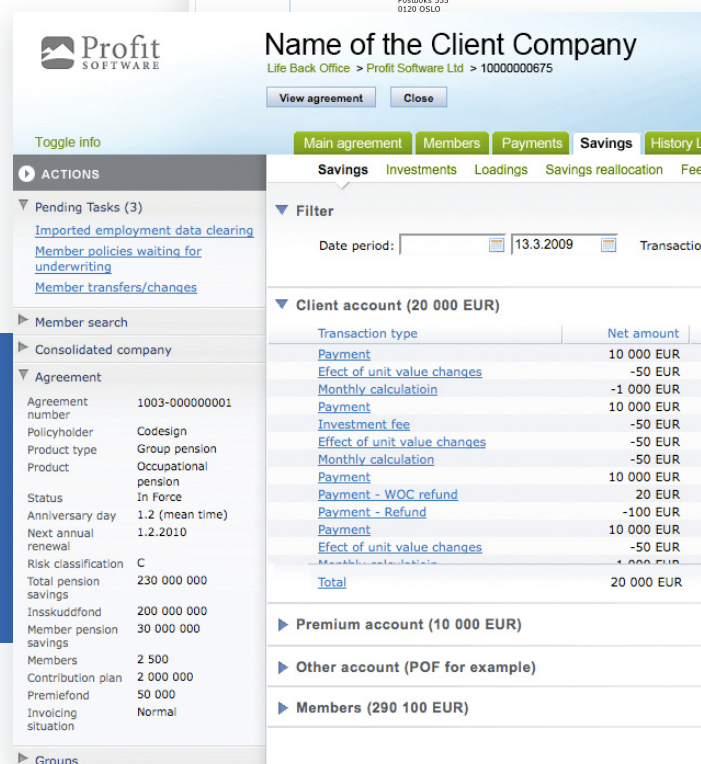 0120 OSLO
Profit
SOFTWARE
Name of the Client Company
Life Back Office > Profit Software Ltd > 10000000675
View agreement Close
Toggle info
Main agreement Members Payments Savings History L
ACTIONS
Savings Investments Loadings Savings reallocation Fee
Pending Tasks (3)
Imported employment data clearing
Member policies waiting for
underwriting
Member transfers/changes
Member search
Consolidated company
Agreement
Agreement
number 1003-000000001
Policyholder Codesign
Product type Group pension
Product Occupational
pension
Status In Force
Anniversary day 1.2 (mean time)
Next annual
renewal 1.2.2010
Risk classification C
Total pension
savings 230 000 000
Insskuddfond 200 000 000
Member pension
savings 30 000 000
Members 2 500
Contribution plan 2 000 000
Premiefond 50 000
Invoicing
situation Normal
Groups
Filter
Date period: 13.3.2009 Transactio
Client account (20 000 EUR)
Transaction type Net amount
Payment 10 000 EUR
Efect of unit value changes -50 EUR
Monthly calculatioin -1 000 EUR
Payment 10 000 EUR
Investment fee -50 EUR
Effect of unit value changes -50 EUR
Monthly calculation -50 EUR
Payment 10 000 EUR
Payment - WOC refund 20 EUR
Payment - Refund -100 EUR
Payment 10 000 EUR
Efect of unit value changes -50 EUR
Monthly calculatioin -1 000 EUR
Total 20 000 EUR
Premium account (10 000 EUR)
Other account (POF for example)
Members (290 100 EUR)